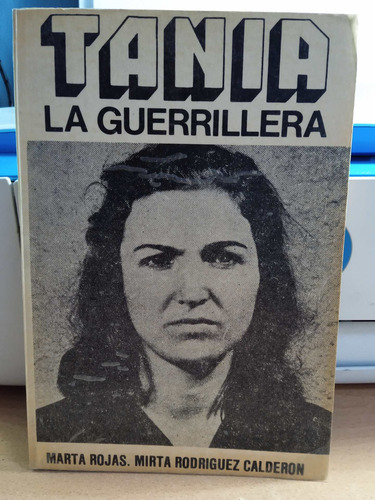 TANIA
LA GUERRILLERA
MARTA ROJAS. MIRTA RODRIGUEZ CALDERON